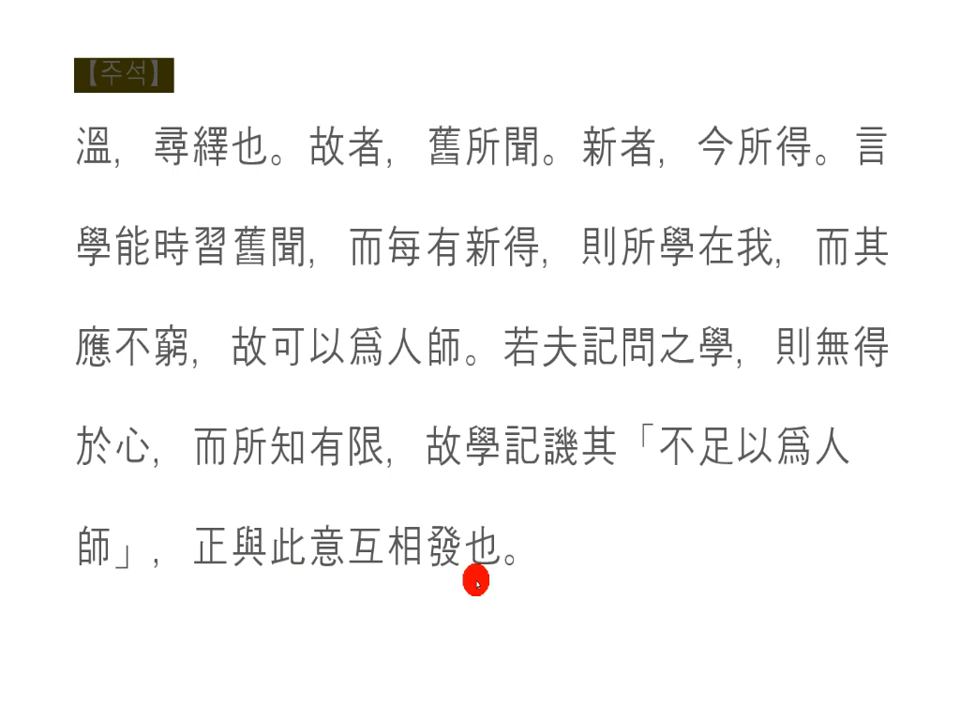 【주석】
溫, 尋繹也。故者, 舊所聞。新者, 今所得。言
學能時習舊聞, 而每有新得, 則所學在我, 而其
應不窮, 故可以爲人師。若夫記問之學, 則無得
於心, 而所知有限, 故學記譏其「不足以爲人
師」, 正與此意互相發也。